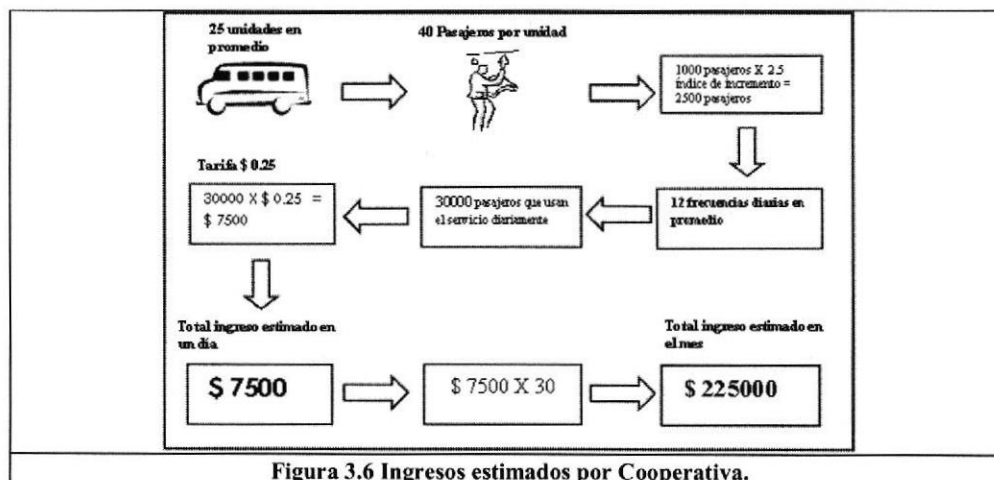 25 unidades en
promedio
40 Pasajeros por unidad
1000 pasajeros X 2.5
índice de incremento =
2500 pasajeros
12 frecuencias diarias en
promedio
30000 pasajeros que usan
el servicio diariamente
Tarifa $ 0.25
30000 X $ 0.25 =
$ 7500
Total ingreso estimado en
un día
$ 7500
$ 7500 X 30
Total ingreso estimado en
el mes
$ 225000
Figura 3.6 Ingresos estimados por Cooperativa.